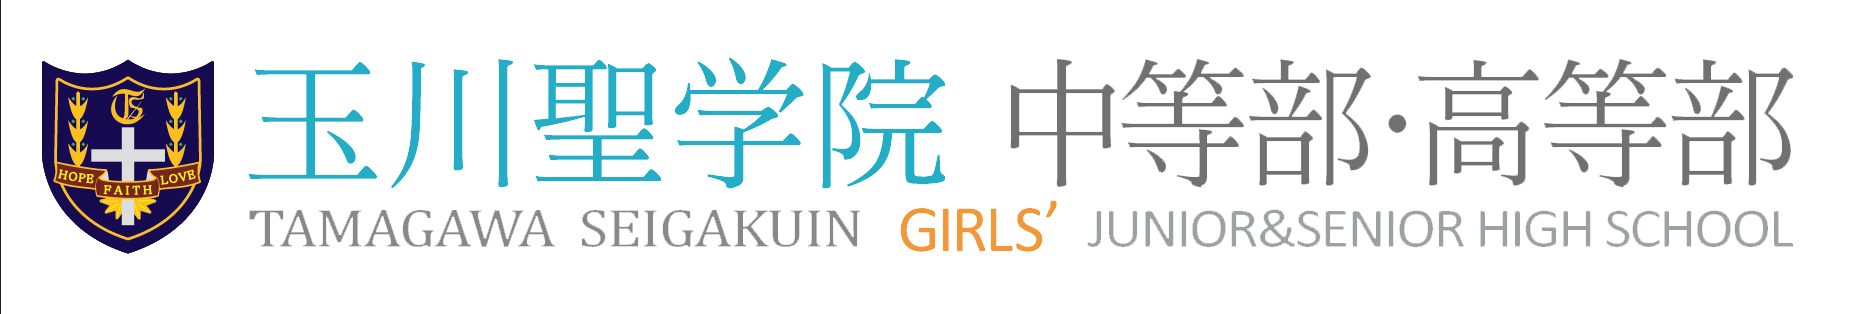 TS
HOPE FAITH LOVE
玉川聖学院 中等部·高等部
TAMAGAWA SEIGAKUIN GIRLS’ JUNIOR&SENIOR HIGH SCHOOL